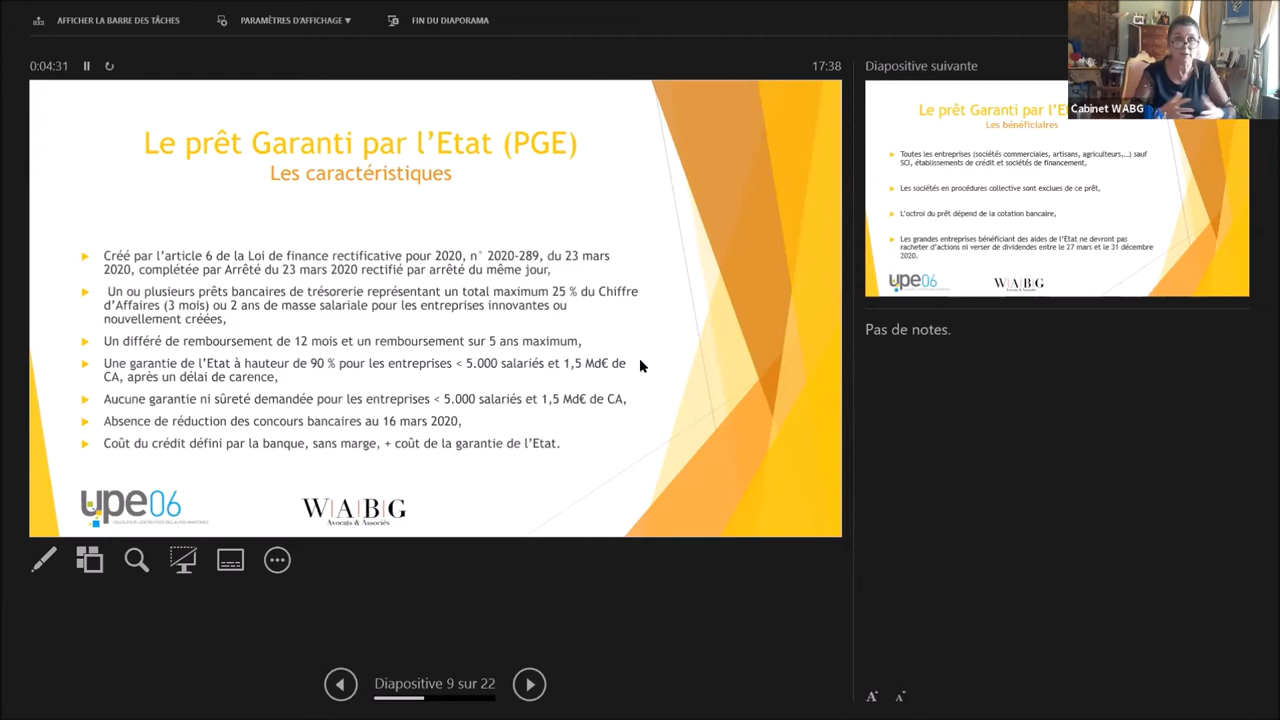 AFFICHER LA BARRE DES TÂCHES
PARAMÈTRES D'AFFICHAGE ▼
FIN DU DIAPORAMA
0:04:31
17:38
Le prêt Garanti par l'Etat (PGE)
Les caractéristiques
Créé par l'article 6 de la Loi de finance rectificative pour 2020, n° 2020-289, du 23 mars
2020, complétée par Arrêté du 23 mars 2020 rectifié par arrêté du même jour,
Un ou plusieurs prêts bancaires de trésorerie représentant un total maximum 25 % du Chiffre
d'Affaires (3 mois) ou 2 ans de masse salariale pour les entreprises innovantes ou
nouvellement créées,
Un différé de remboursement de 12 mois et un remboursement sur 5 ans maximum,
Une garantie de l'Etat à hauteur de 90 % pour les entreprises < 5.000 salariés et 1,5 Md€ de
CA, après un délai de carence,
Aucune garantie ni sûreté demandée pour les entreprises < 5.000 salariés et 1,5 Md€ de CA,
Absence de réduction des concours bancaires au 16 mars 2020,
Coût du crédit défini par la banque, sans marge, + coût de la garantie de l'Etat.
upe06
W|A|B|G
Avocats & Associés
Diapositive 9 sur 22
Diapositive suivante
Cabinet WABG
Le prêt Garanti par l'E
Les bénéficiaires
Toutes les entreprises (sociétés commerciales, artisans, agriculteurs,…) sauf
SCI, établissements de crédit et sociétés de financement,
Les sociétés en procédures collective sont exclues de ce prêt,
L'octroi du prêt dépend de la cotation bancaire,
Les grandes entreprises bénéficiant des aides de l'Etat ne devront pas
racheter d'actions ni verser de dividendes entre le 27 mars et le 31 décembre
2020.
upe06
W|A|B|G
Avocats & Associés
Pas de notes.
A A